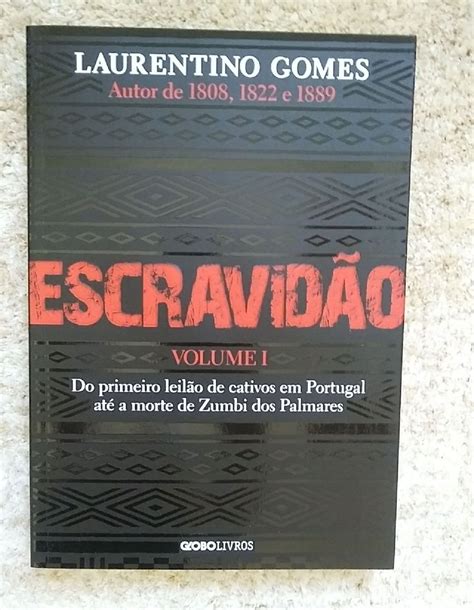 LAURENTINO GOMES
Autor de 1808, 1822 e 1889
ESCRAVIDÃO
VOLUME I
Do primeiro leilão de cativos em Portugal
até a morte de Zumbi dos Palmares
GLOBOLIVROS